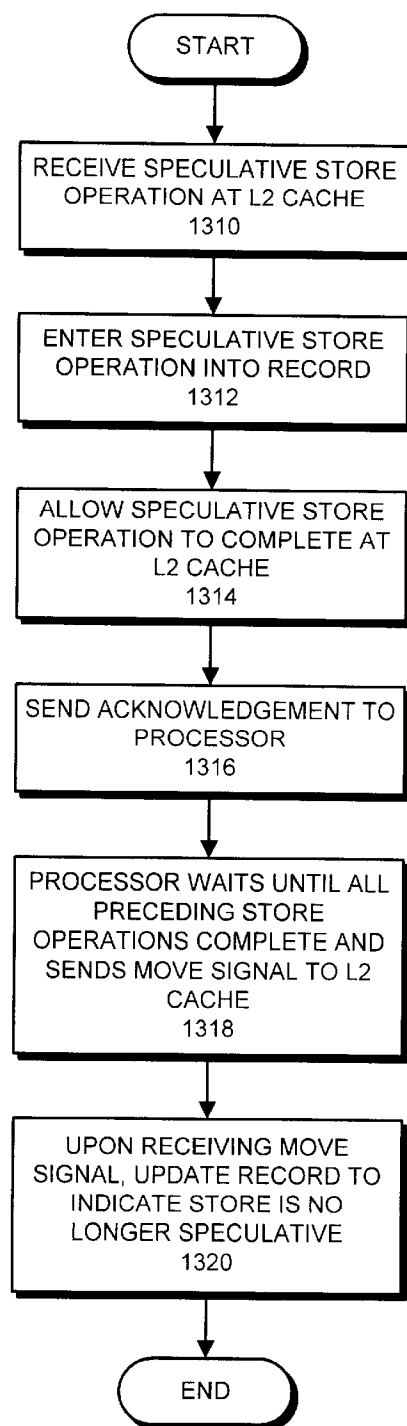 START
RECEIVE SPECULATIVE STORE
OPERATION AT L2 CACHE
1310
ENTER SPECULATIVE STORE
OPERATION INTO RECORD
1312
ALLOW SPECULATIVE STORE
OPERATION TO COMPLETE AT
L2 CACHE
1314
SEND ACKNOWLEDGEMENT TO
PROCESSOR
1316
PROCESSOR WAITS UNTIL ALL
PRECEDING STORE
OPERATIONS COMPLETE AND
SENDS MOVE SIGNAL TO L2
CACHE
1318
UPON RECEIVING MOVE
SIGNAL, UPDATE RECORD TO
INDICATE STORE IS NO
LONGER SPECULATIVE
1320
END